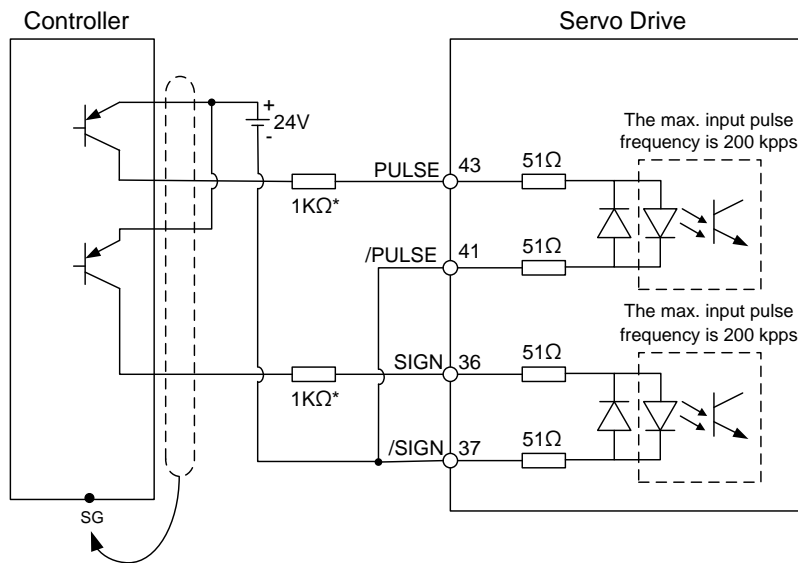 Controller
Servo Drive
+
24V
-
The max. input pulse
frequency is 200 kpps
PULSE
43
51Ω
1KΩ*
/PULSE
41
51Ω
The max. input pulse
frequency is 200 kpps
SIGN
36
51Ω
1KΩ*
/SIGN
37
51Ω
SG